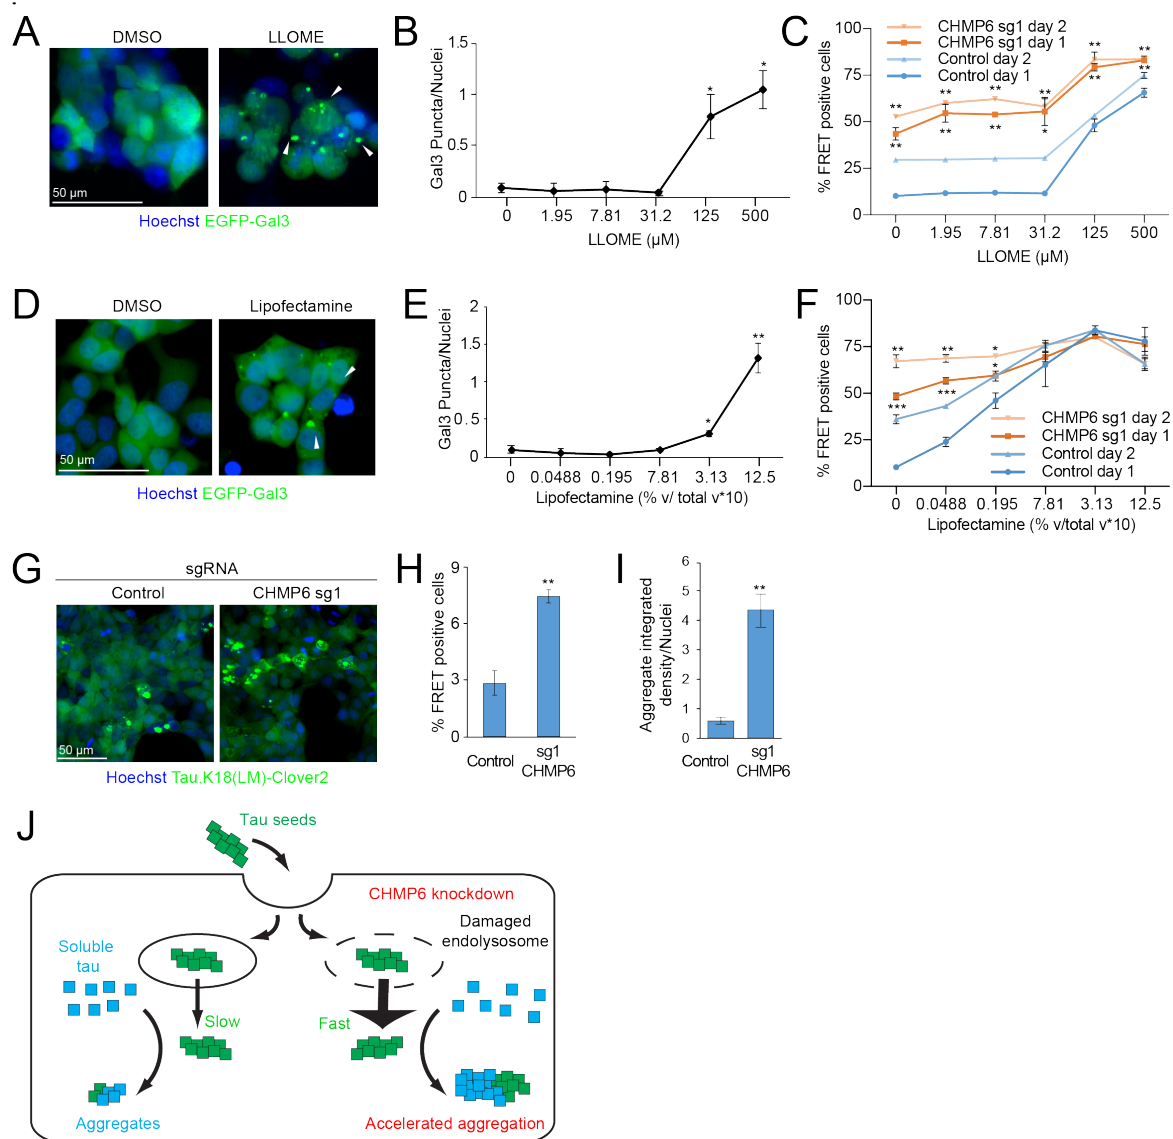 A
DMSO
LLOME
50 µm
Hoechst EGFP-Gal3
B
Gal3 Puncta/Nuclei
1.5
1
0.5
0
*
*
0 1.95 7.81 31.2 125 500
LLOME (µM)
C
% FRET positive cells
100
75
50
25
0
CHMP6 sg1 day 2
CHMP6 sg1 day 1
Control day 2
Control day 1
** ** ** ** ** **
** ** ** * ** **
0 1.95 7.81 31.2 125 500
LLOME (µM)
D
DMSO
Lipofectamine
50 µm
Hoechst EGFP-Gal3
E
Gal3 Puncta/Nuclei
2
1.5
1
0.5
0
*
**
0 0.0488 0.195 7.81 3.13 12.5
Lipofectamine (% v/ total v*10)
F
% FRET positive cells
100
75
50
25
0
** ** *
*** *** *
CHMP6 sg1 day 2
CHMP6 sg1 day 1
Control day 2
Control day 1
0 0.0488 0.195 7.81 3.13 12.5
Lipofectamine (% v/total v*10)
G
sgRNA
Control
CHMP6 sg1
50 µm
Hoechst Tau.K18(LM)-Clover2
H
% FRET positive cells
9
6
3
0
**
Control
sg1
CHMP6
I
Aggregate integrated
density/Nuclei
6
5
4
3
2
1
0
**
Control
sg1
CHMP6
J
Tau seeds
CHMP6 knockdown
Damaged
endolysosome
Soluble
tau
Slow
Fast
Aggregates
Accelerated aggregation